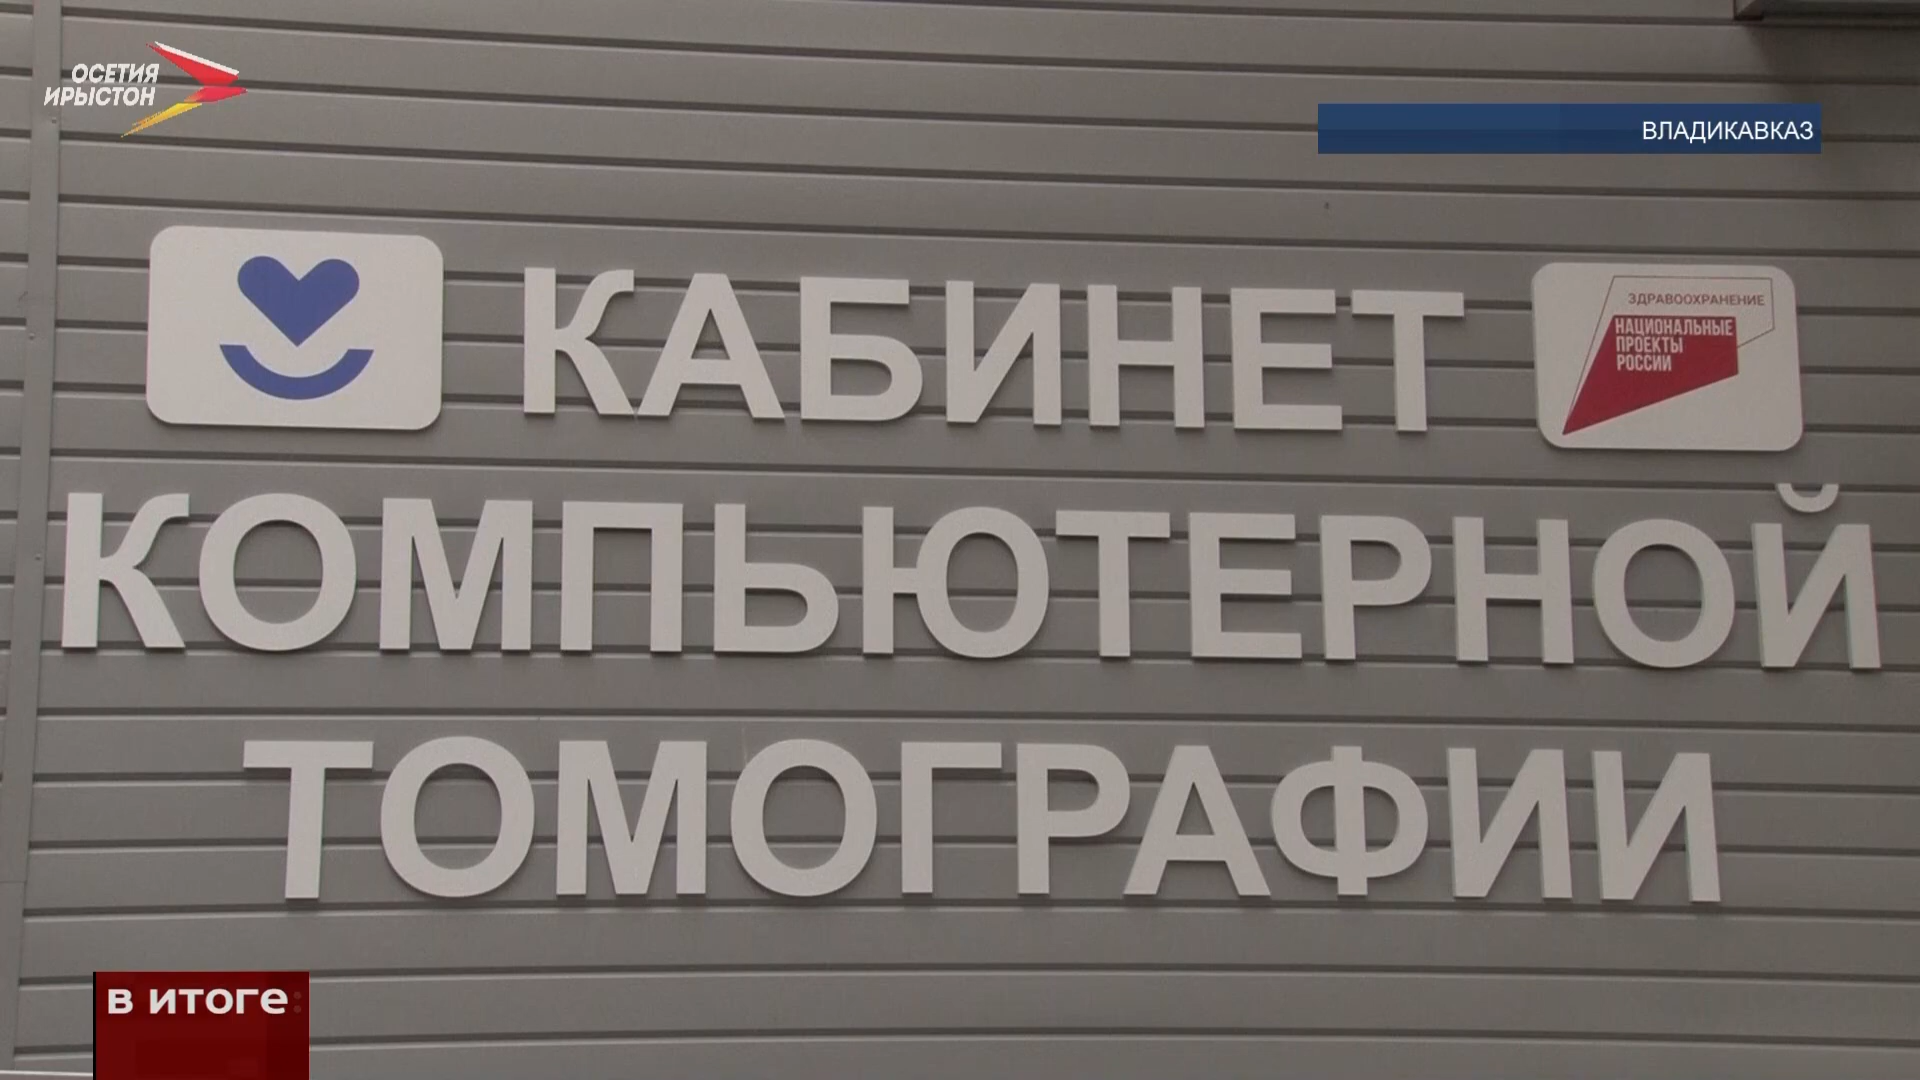 ОСЕТИЯ
ИРЫСТОН
ВЛАДИКАВКАЗ
КАБИНЕТ
ЗДРАВООХРАНЕНИЕ
НАЦИОНАЛЬНЫЕ
ПРОЕКТЫ
РОССИИ
КОМПЬЮТЕРНОЙ
ТОМОГРАФИИ
в итоге: